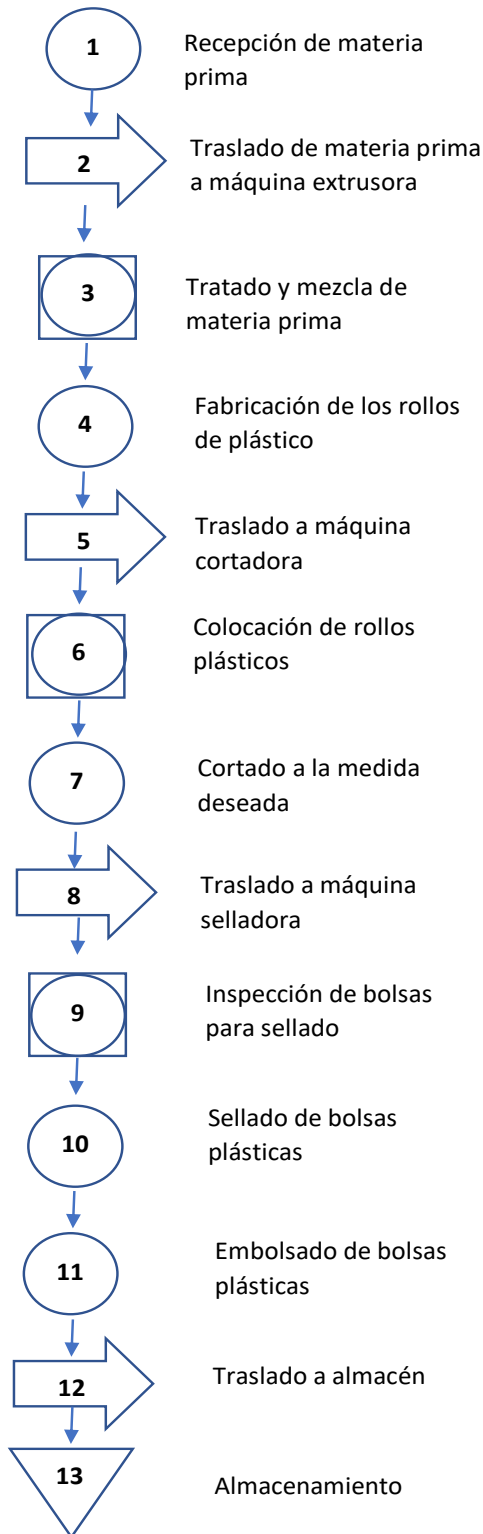 1
Recepción de materia
prima
2
Traslado de materia prima
a máquina extrusora
3
Tratado y mezcla de
materia prima
4
Fabricación de los rollos
de plástico
5
Traslado a máquina
cortadora
6
Colocación de rollos
plásticos
7
Cortado a la medida
deseada
8
Traslado a máquina
selladora
9
Inspección de bolsas
para sellado
10
Sellado de bolsas
plásticas
11
Embolsado de bolsas
plásticas
12
Traslado a almacén
13
Almacenamiento